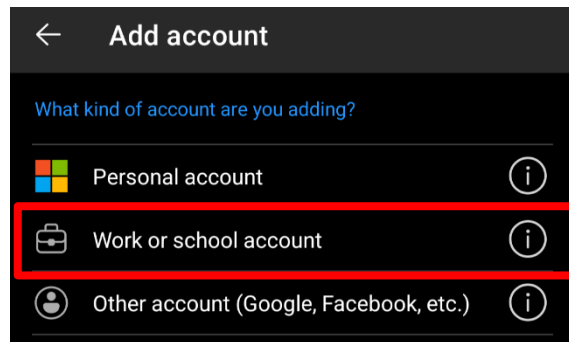 Add account
What kind of account are you adding?
Personal account
Work or school account
Other account (Google, Facebook, etc.)